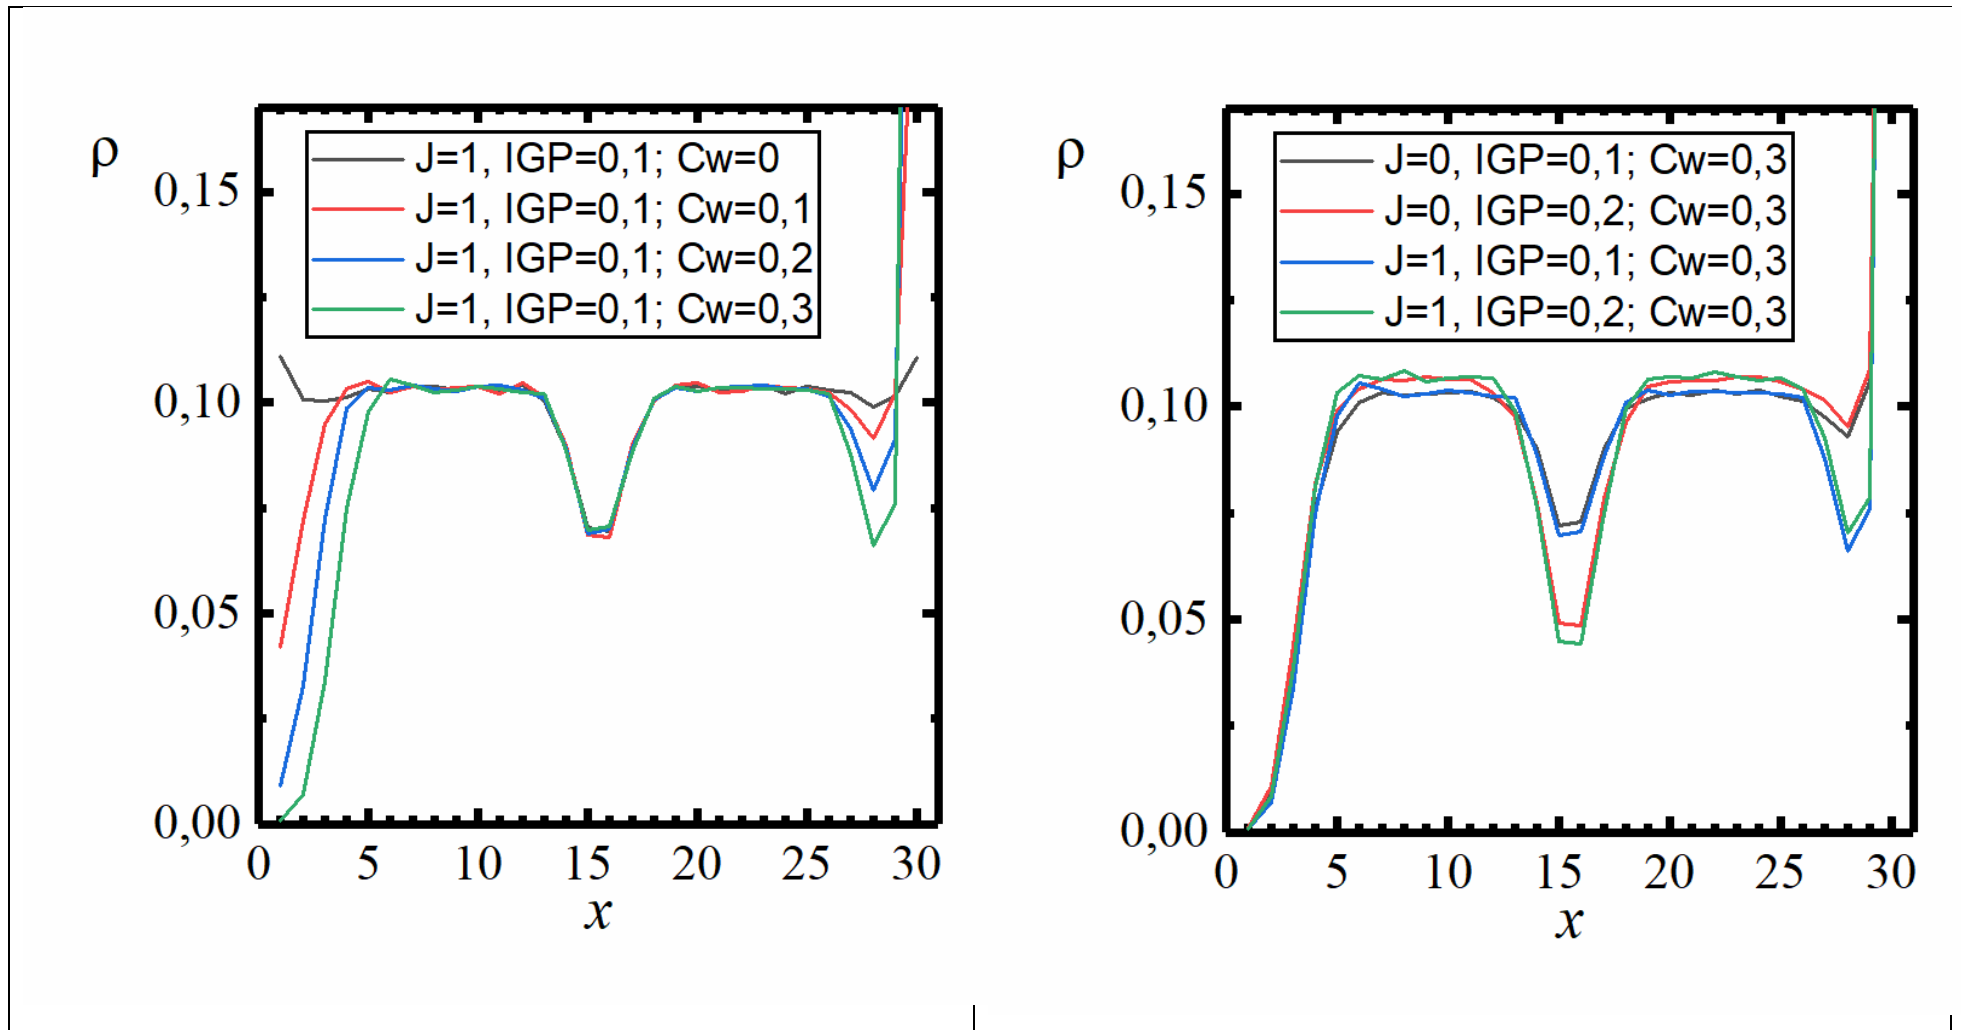 ρ
J=1, IGP=0,1; Cw=0
J=1, IGP=0,1; Cw=0,1
J=1, IGP=0,1; Cw=0,2
J=1, IGP=0,1; Cw=0,3
0,15
0,10
0,05
0,00
0 5 10 15 20 25 30
x
ρ
J=0, IGP=0,1; Cw=0,3
J=0, IGP=0,2; Cw=0,3
J=1, IGP=0,1; Cw=0,3
J=1, IGP=0,2; Cw=0,3
0,15
0,10
0,05
0,00
0 5 10 15 20 25 30
x